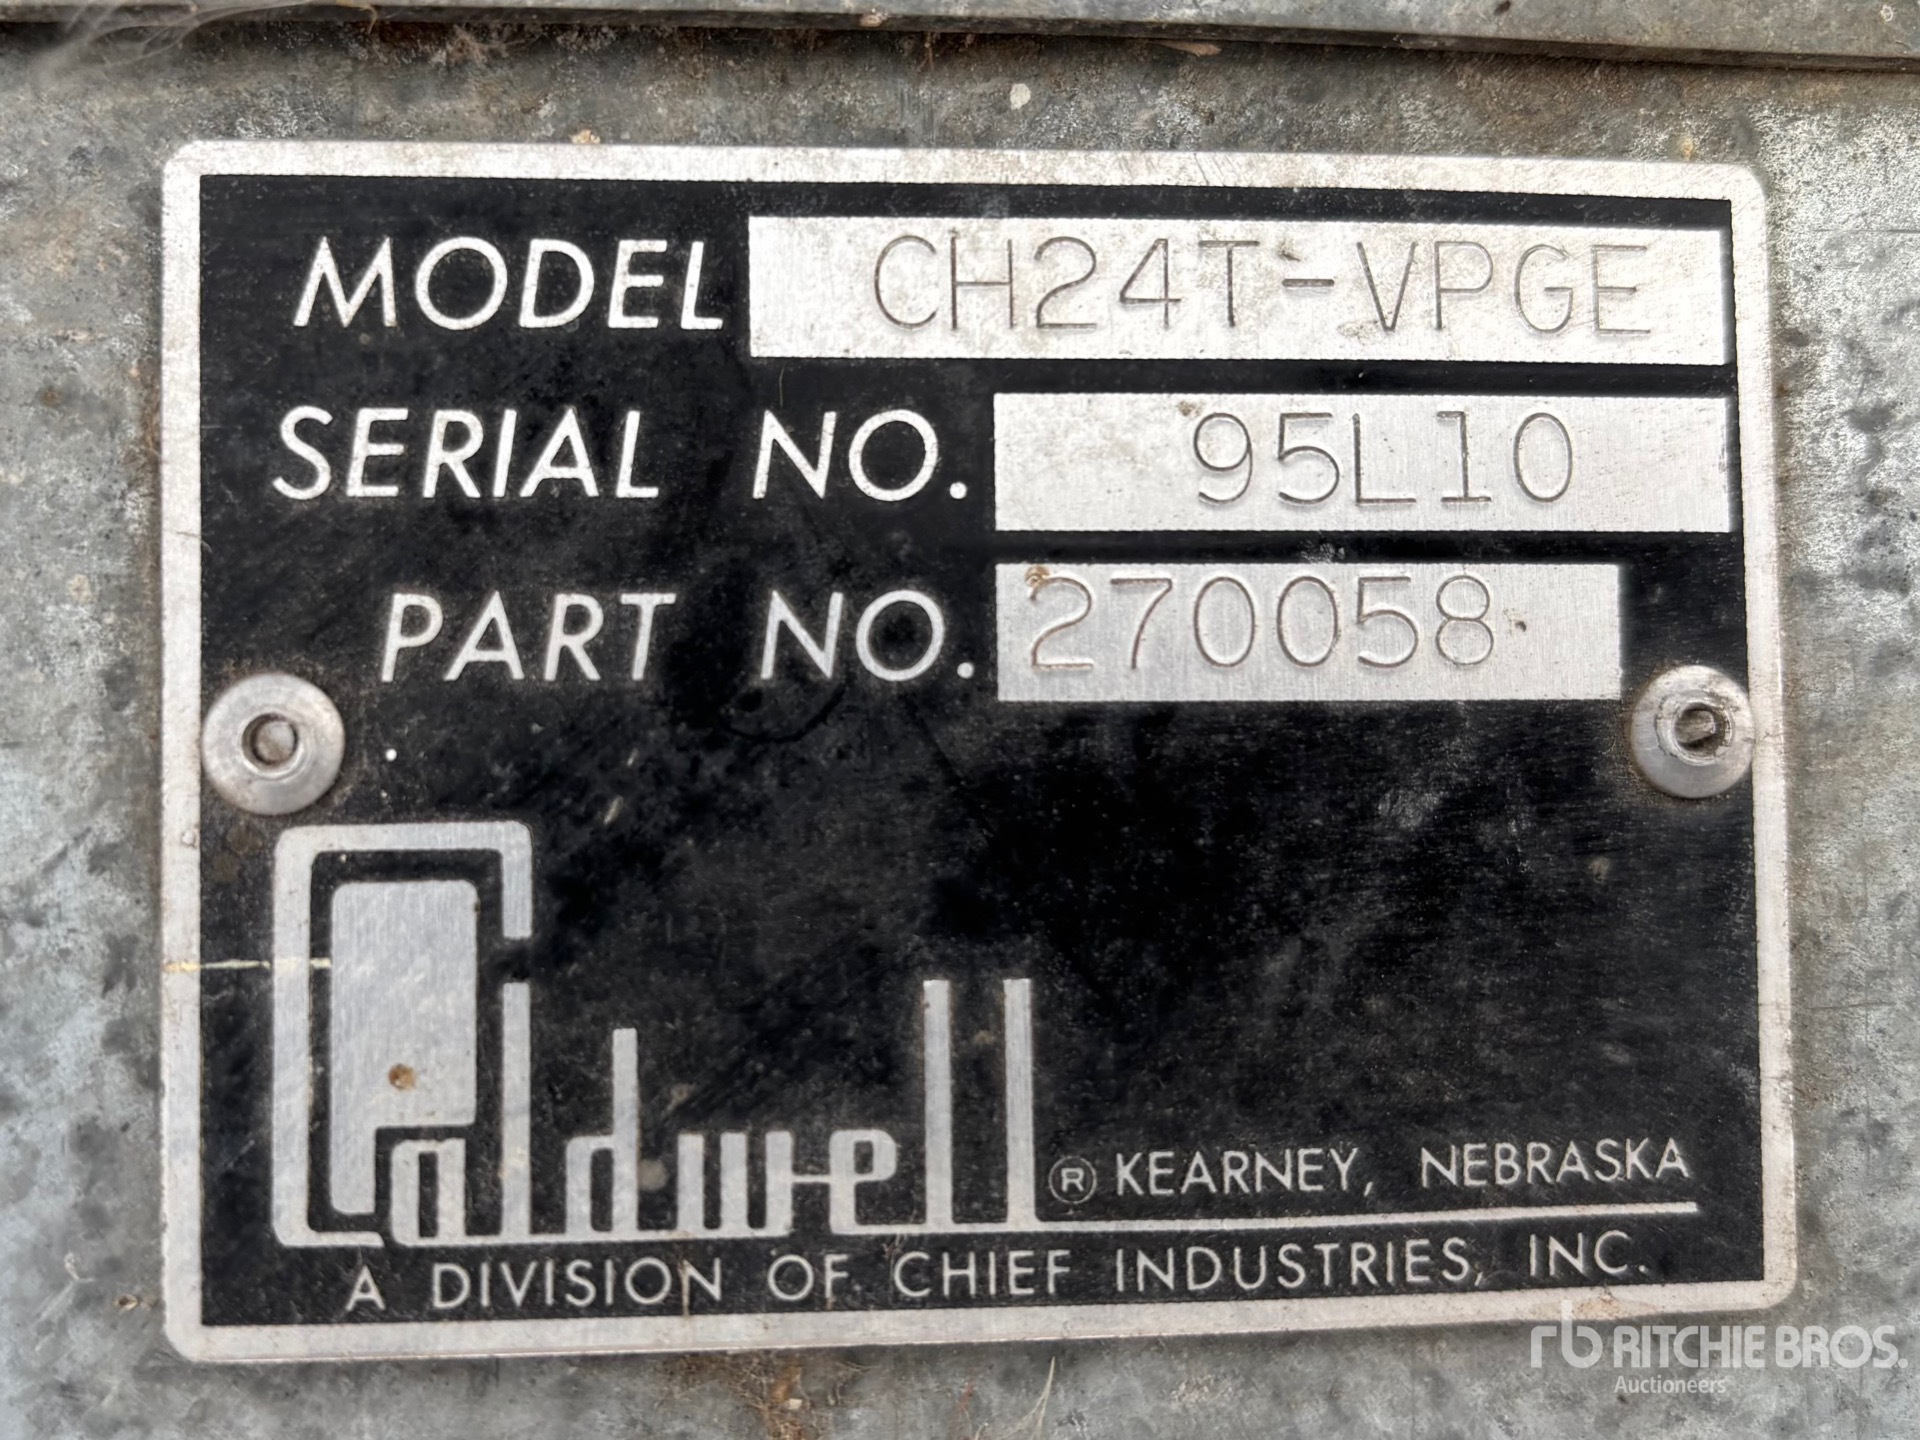 MODEL CH24T-VPGE
SERIAL NO. 95L10
PART NO. 270058
Caldwell ® KEARNEY, NEBRASKA
A DIVISION OF CHIEF INDUSTRIES, INC.
rb RITCHIE BROS.
Auctioneers